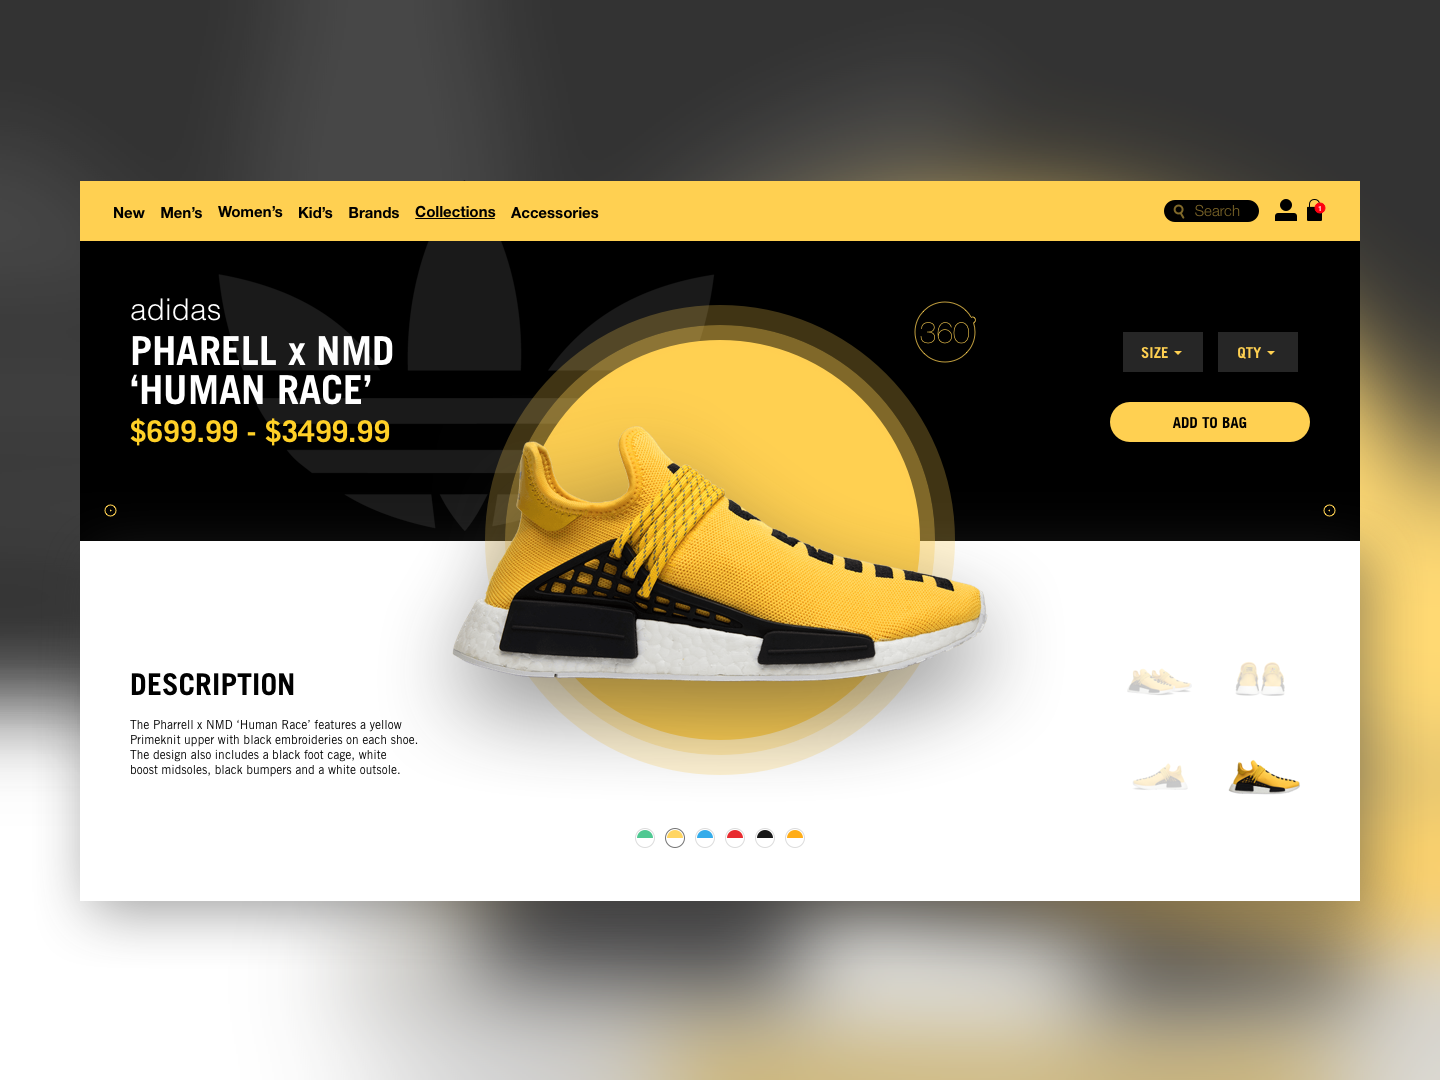 New Men’s Women’s Kid’s Brands Collections Accessories Search 1
adidas
PHARELL x NMD
‘HUMAN RACE’
$699.99 - $3499.99
360
SIZE QTY
ADD TO BAG
DESCRIPTION
The Pharrell x NMD ‘Human Race’ features a yellow
Primeknit upper with black embroideries on each shoe.
The design also includes a black foot cage, white
boost midsoles, black bumpers and a white outsole.